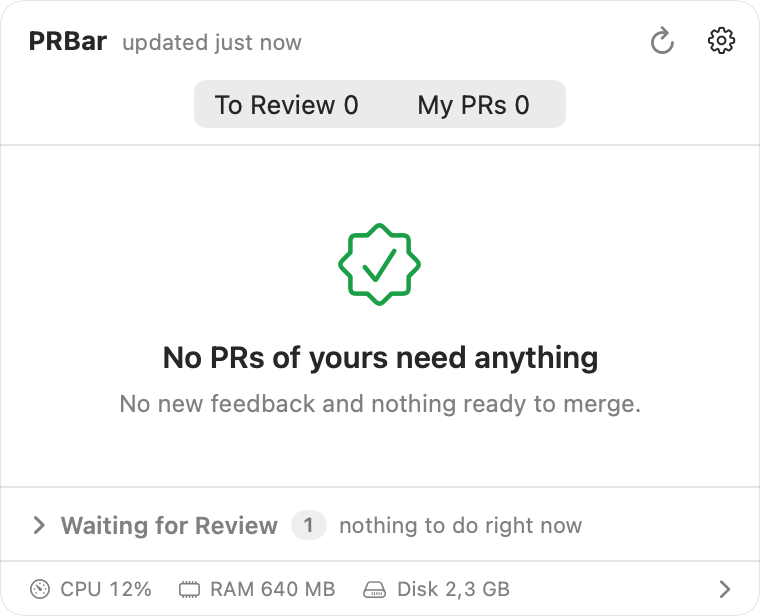 PRBar updated just now
To Review 0 My PRs 0
No PRs of yours need anything
No new feedback and nothing ready to merge.
Waiting for Review 1 nothing to do right now
CPU 12% RAM 640 MB Disk 2,3 GB